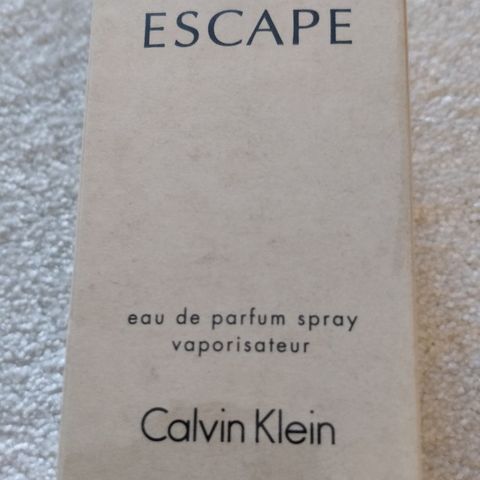 ESCAPE
eau de parfum spray
vaporisateur
Calvin Klein